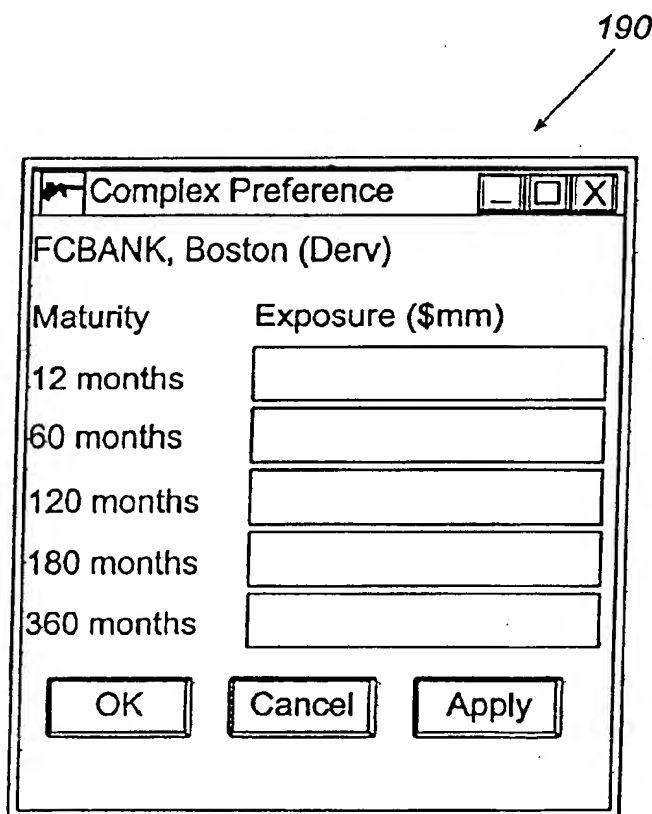 190
Complex Preference
FCBANK, Boston (Derv)
Maturity Exposure ($mm)
12 months
60 months
120 months
180 months
360 months
OK Cancel Apply